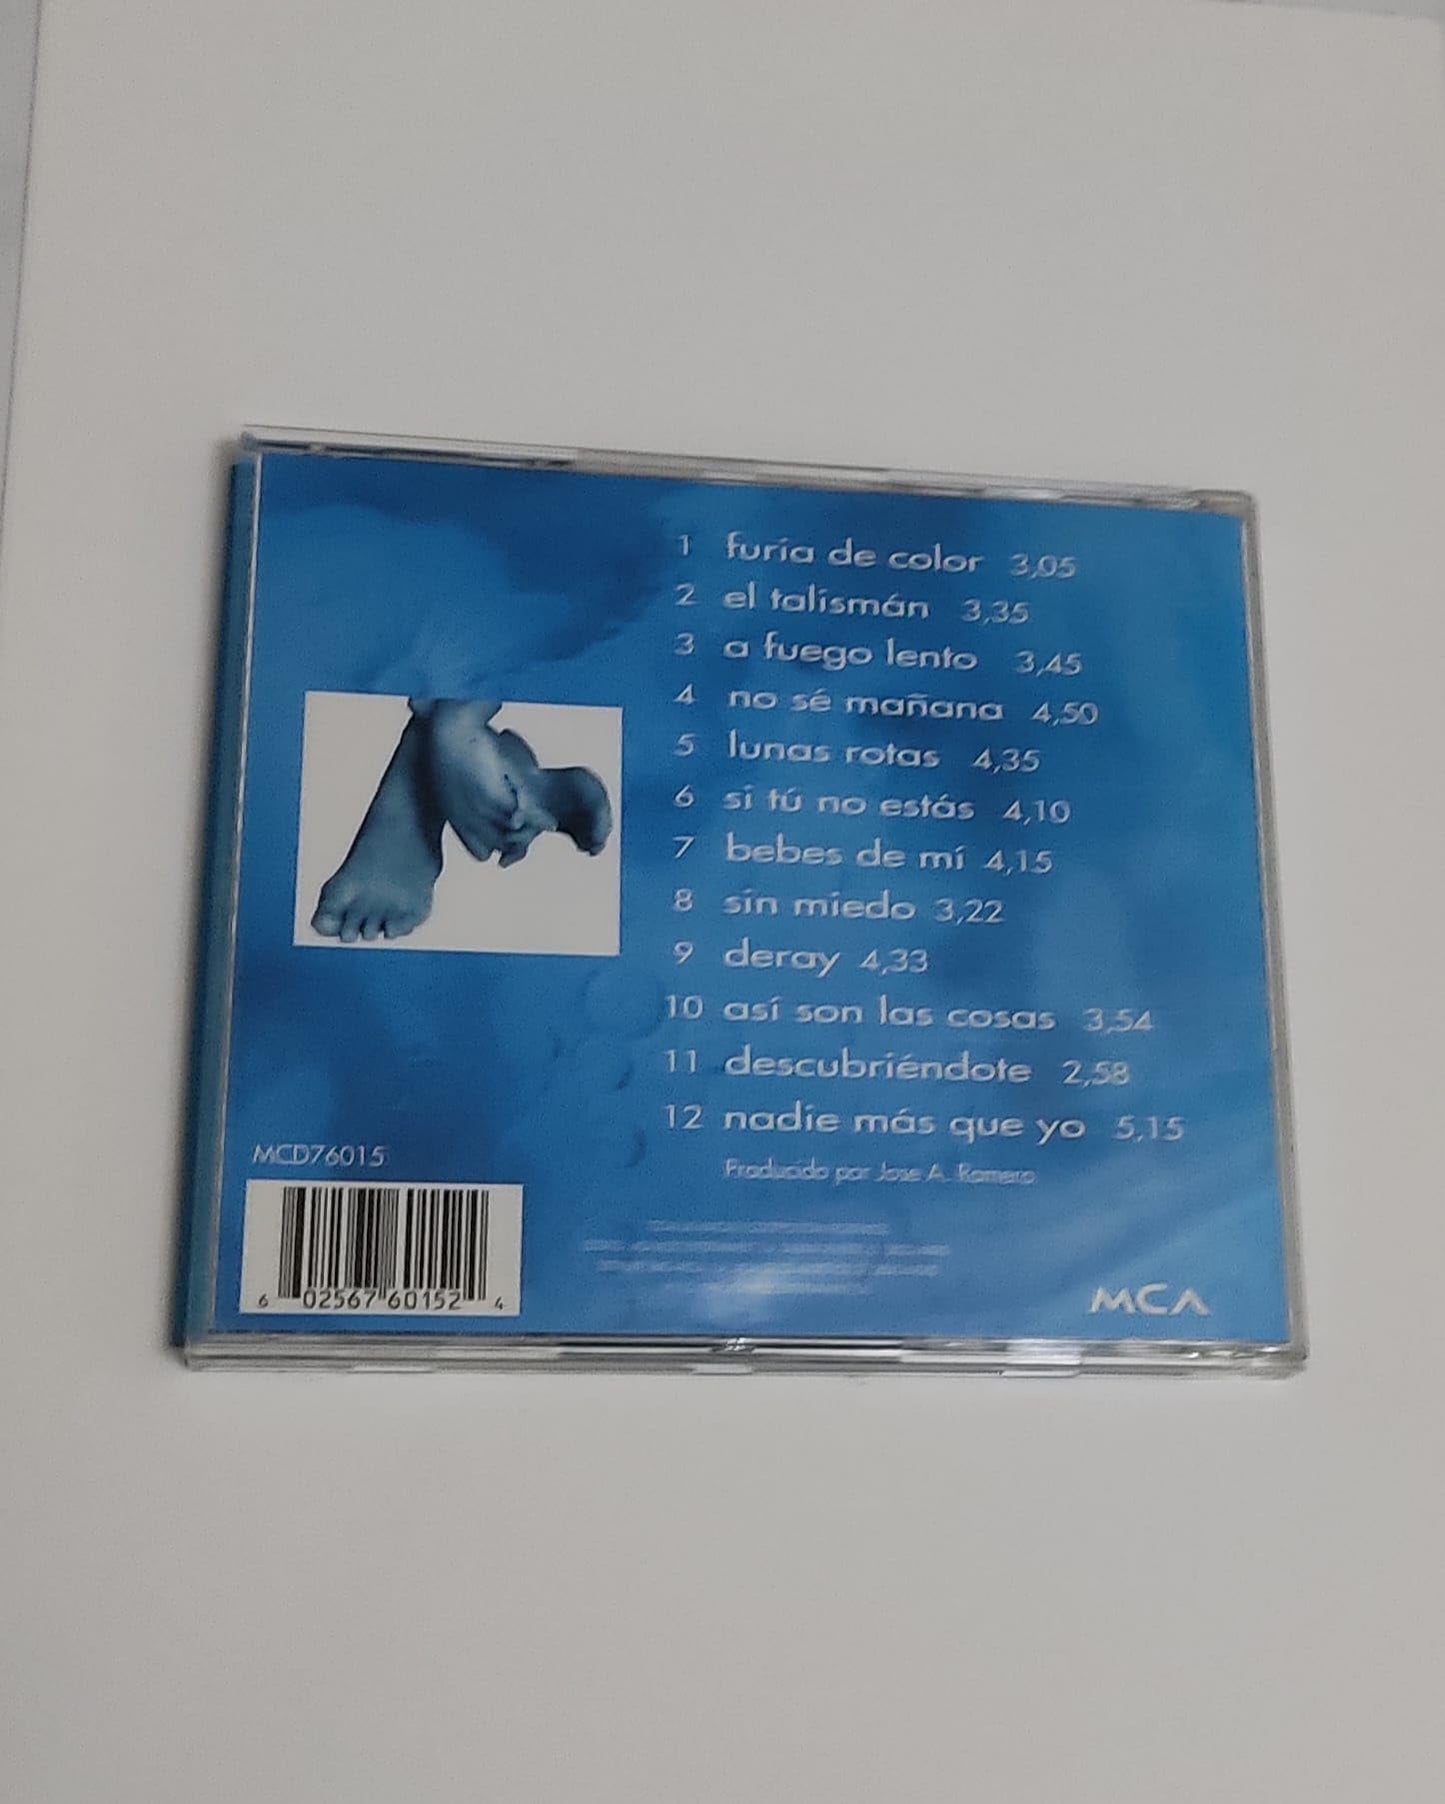 1 furia de color 3,05
2 el talismán 3,35
3 a fuego lento 3,45
4 no sé mañana 4,50
5 lunas rotas 4,35
6 si tú no estás 4,10
7 bebes de mí 4,15
8 sin miedo 3,22
9 deray 4,33
10 así son las cosas 3,54
11 descubriéndote 2,58
12 nadie más que yo 5,15
Producido por Jose A. Romero
MCD76015
6 02567 60152 4
MCA